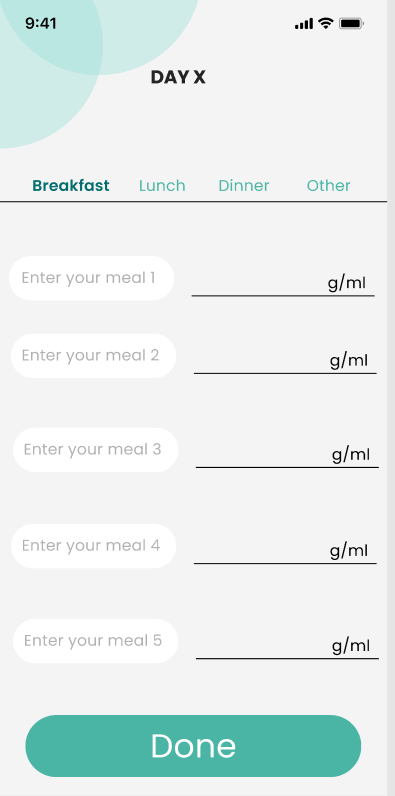 9:41
DAY X
Breakfast Lunch Dinner Other
Enter your meal 1 g/ml
Enter your meal 2 g/ml
Enter your meal 3 g/ml
Enter your meal 4 g/ml
Enter your meal 5 g/ml
Done